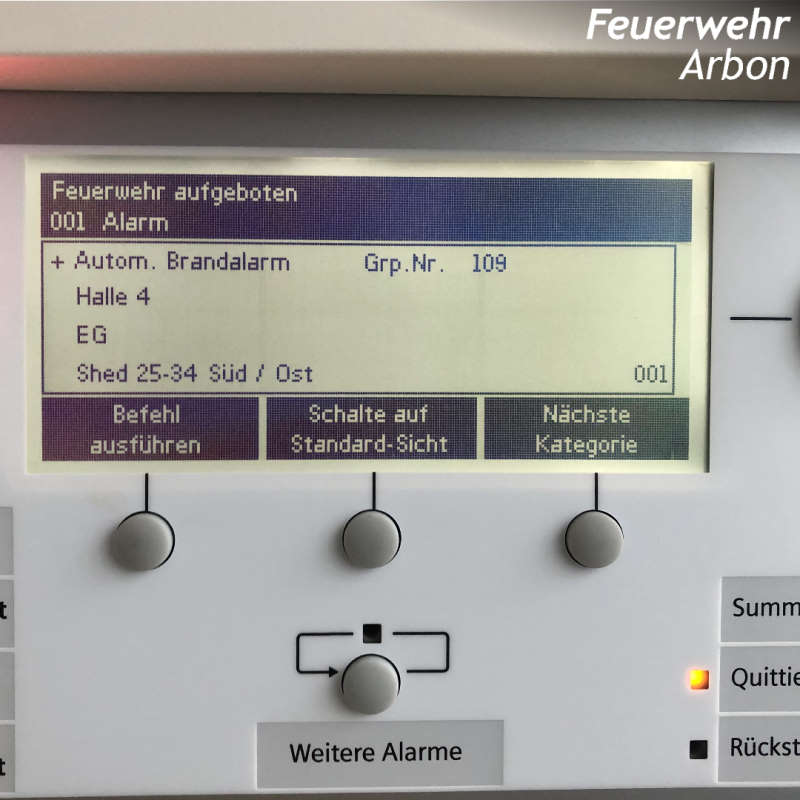 Feuerwehr
Arbon
Feuerwehr aufgeboten
001 Alarm
+ Autom. Brandalarm Grp.Nr. 109
Halle 4
EG
Shed 25-34 Süd / Ost 001
Befehl
ausführen
Schalte auf
Standard-Sicht
Nächste
Kategorie
Weitere Alarme